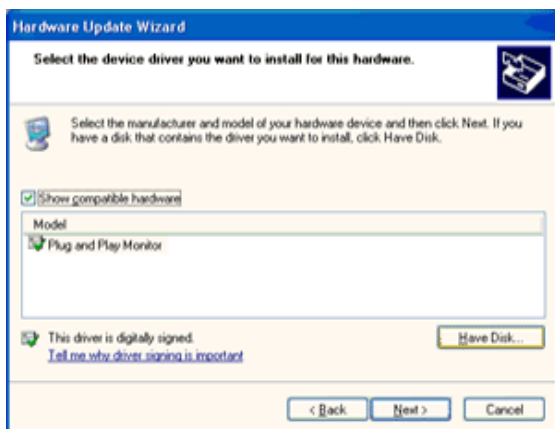 Hardware Update Wizard
Select the device driver you want to install for this hardware.
Select the manufacturer and model of your hardware device and then click Next. If you
have a disk that contains the driver you want to install, click Have Disk.
Show compatible hardware
Model
Plug and Play Monitor
This driver is digitally signed.
Have Disk...
Tell me why driver signing is important
< Back
Next >
Cancel